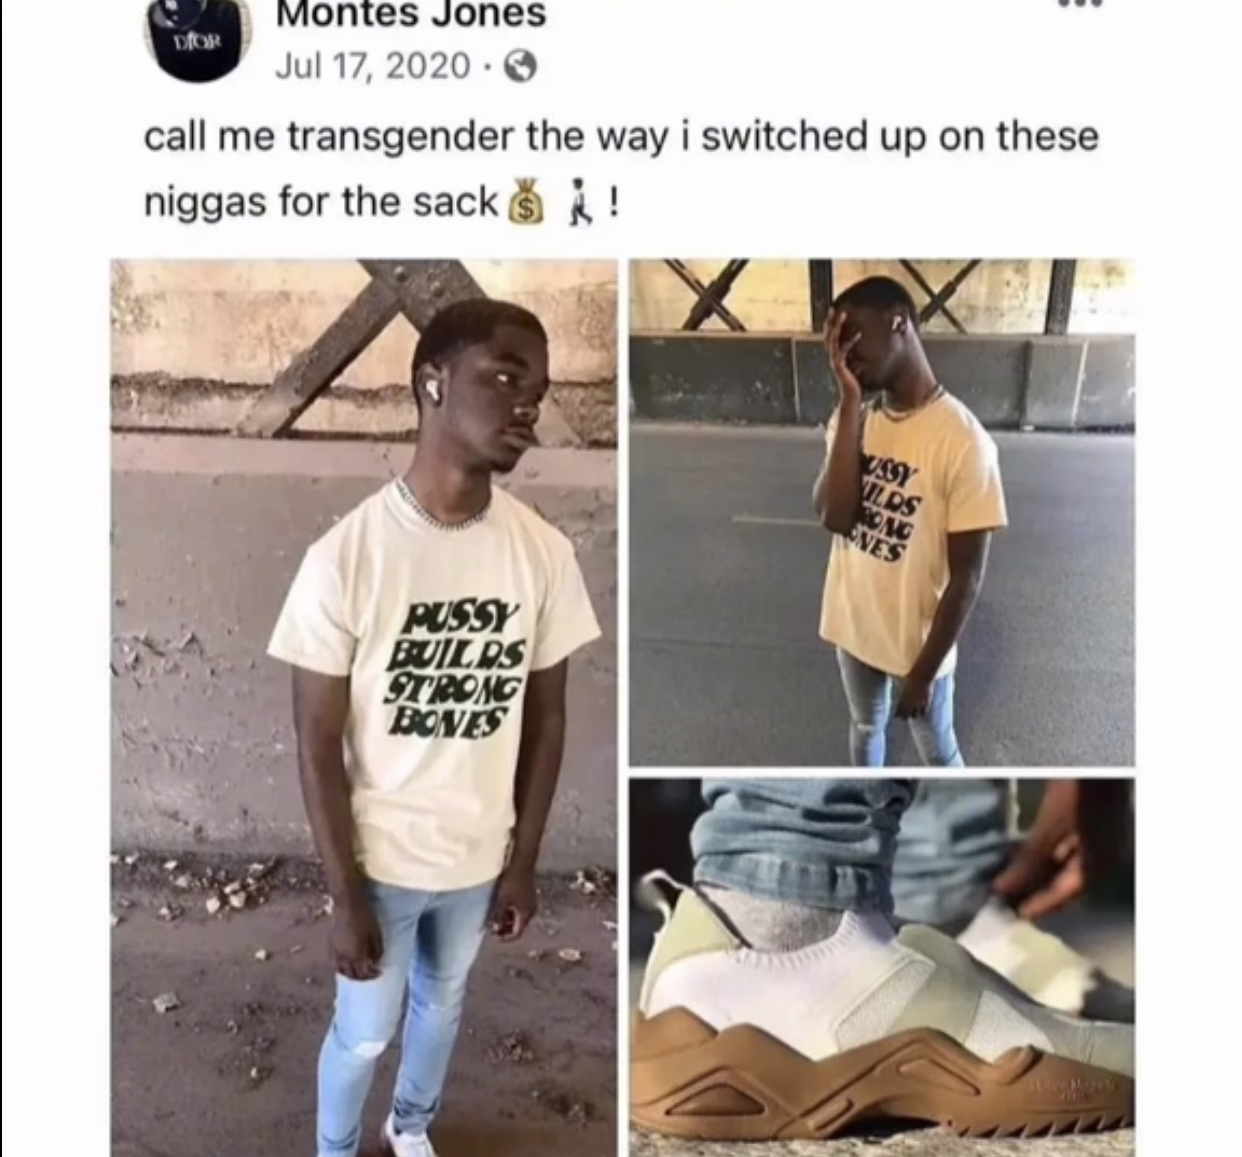 DIOR
Montes Jones
Jul 17, 2020 ·
call me transgender the way i switched up on these
niggas for the sack💰🚶!
PUSSY
BUILDS
STRONG
BONES
USSY
ILDS
RONG
ONES